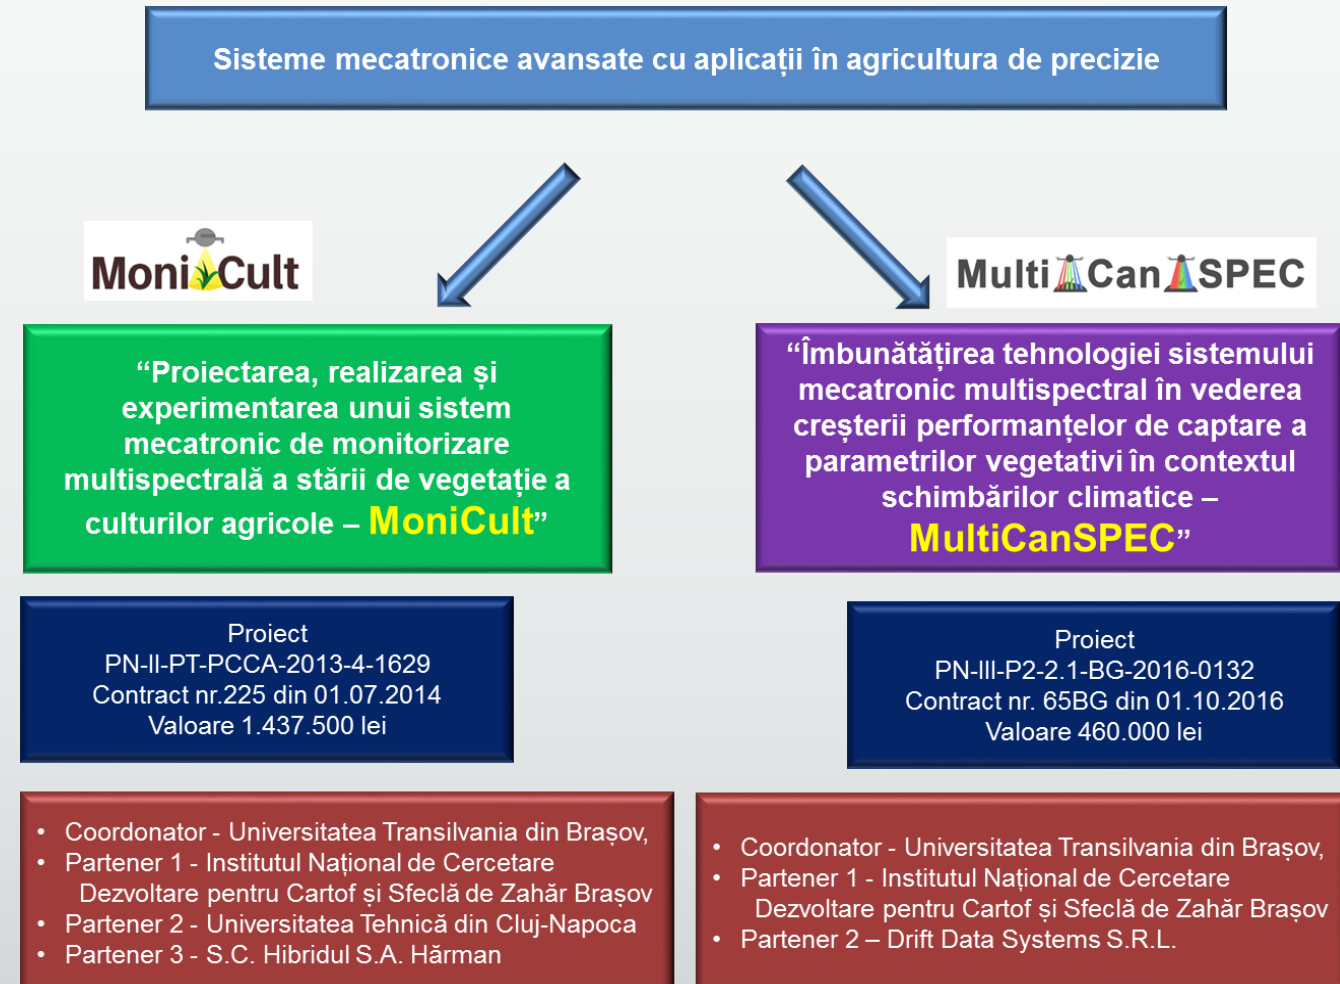 Sisteme mecatronice avansate cu aplicații în agricultura de precizie
MoniCult
“Proiectarea, realizarea și
experimentarea unui sistem
mecatronic de monitorizare
multispectrală a stării de vegetație a
culturilor agricole – MoniCult”
Proiect
PN-II-PT-PCCA-2013-4-1629
Contract nr.225 din 01.07.2014
Valoare 1.437.500 lei
• Coordonator - Universitatea Transilvania din Brașov,
• Partener 1 - Institutul Național de Cercetare
Dezvoltare pentru Cartof și Sfeclă de Zahăr Brașov
• Partener 2 - Universitatea Tehnică din Cluj-Napoca
• Partener 3 - S.C. Hibridul S.A. Hărman
Multi Can SPEC
“Îmbunătățirea tehnologiei sistemului
mecatronic multispectral în vederea
creșterii performanțelor de captare a
parametrilor vegetativi în contextul
schimbărilor climatice –
MultiCanSPEC”
Proiect
PN-III-P2-2.1-BG-2016-0132
Contract nr. 65BG din 01.10.2016
Valoare 460.000 lei
• Coordonator - Universitatea Transilvania din Brașov,
• Partener 1 - Institutul Național de Cercetare
Dezvoltare pentru Cartof și Sfeclă de Zahăr Brașov
• Partener 2 – Drift Data Systems S.R.L.